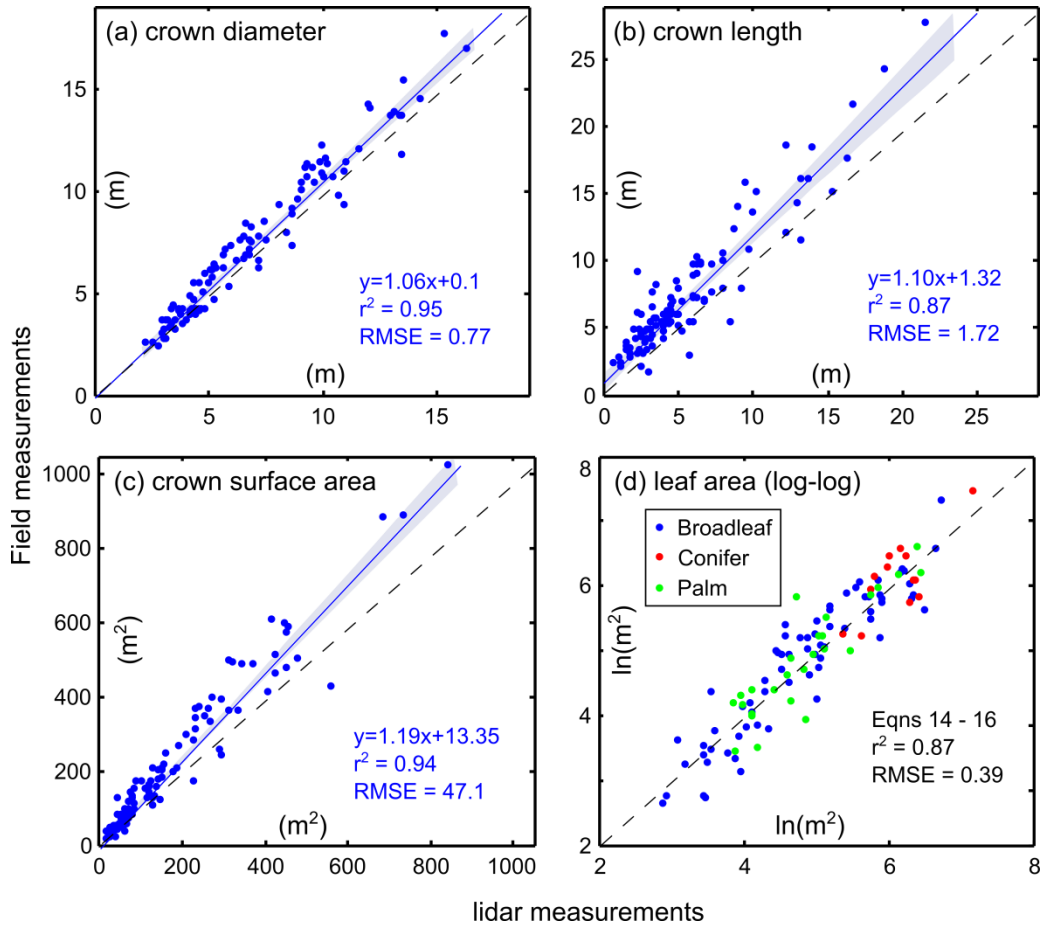 (a) crown diameter
(m)
15
10
5
0
y=1.06x+0.1
r² = 0.95
RMSE = 0.77
(m)
0 5 10 15
(b) crown length
(m)
25
20
15
10
5
0
y=1.10x+1.32
r² = 0.87
RMSE = 1.72
(m)
0 5 10 15 20 25
Field measurements
(c) crown surface area
(m²)
1000
800
600
400
200
0
y=1.19x+13.35
r² = 0.94
RMSE = 47.1
(m²)
0 200 400 600 800 1000
(d) leaf area (log-log)
Broadleaf
Conifer
Palm
ln(m²)
8
6
4
2
Eqns 14 - 16
r² = 0.87
RMSE = 0.39
ln(m²)
2 4 6 8
lidar measurements